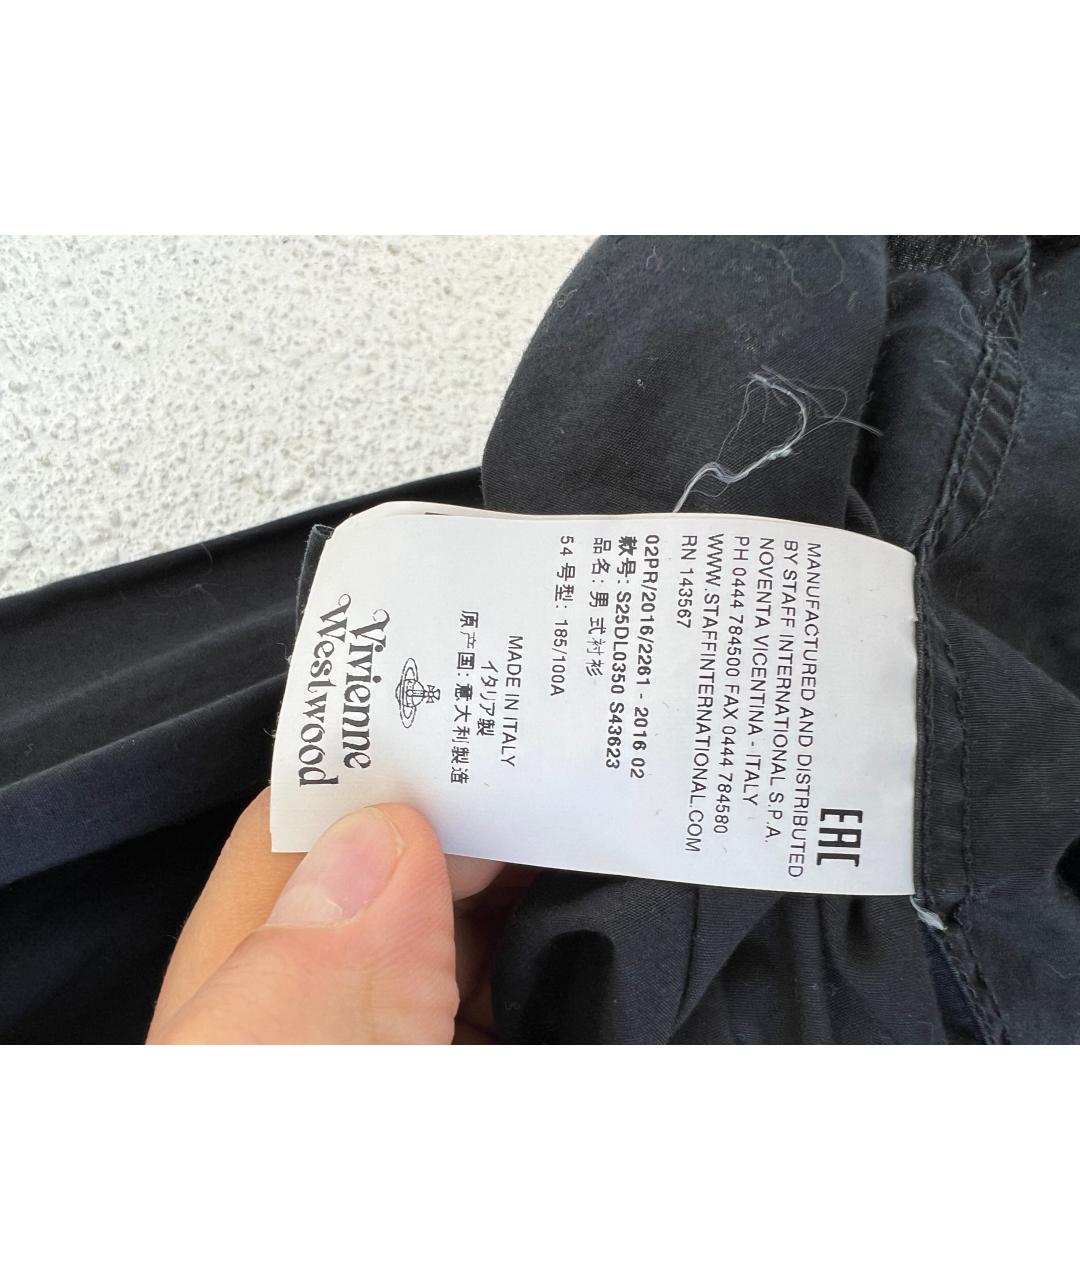 EAC
MANUFACTURED AND DISTRIBUTED
BY STAFF INTERNATIONAL S.P.A.
NOVENTA VICENTINA - ITALY
PH 0444 784500 FAX 0444 784580
WWW.STAFFINTERNATIONAL.COM
RN 143567
02PR/2016/2261 - 2016 02
款号: S25DL0350 S43623
品名: 男 式衬衫
54 号型: 185/100A
MADE IN ITALY
イタリア製
原产国: 意大利製造
Vivienne
Westwood